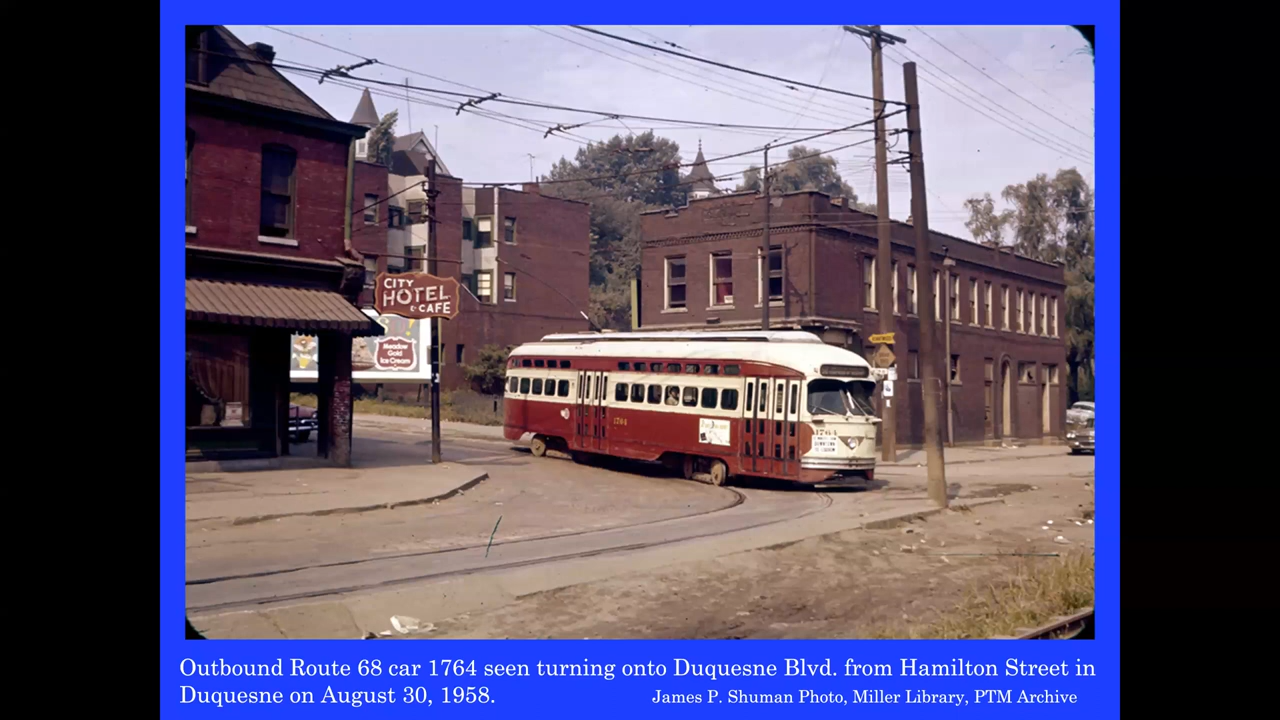 CITY
HOTEL
& CAFE
Meadow
Gold
Ice Cream
1764
1764
Outbound Route 68 car 1764 seen turning onto Duquesne Blvd. from Hamilton Street in
Duquesne on August 30, 1958.
James P. Shuman Photo, Miller Library, PTM Archive